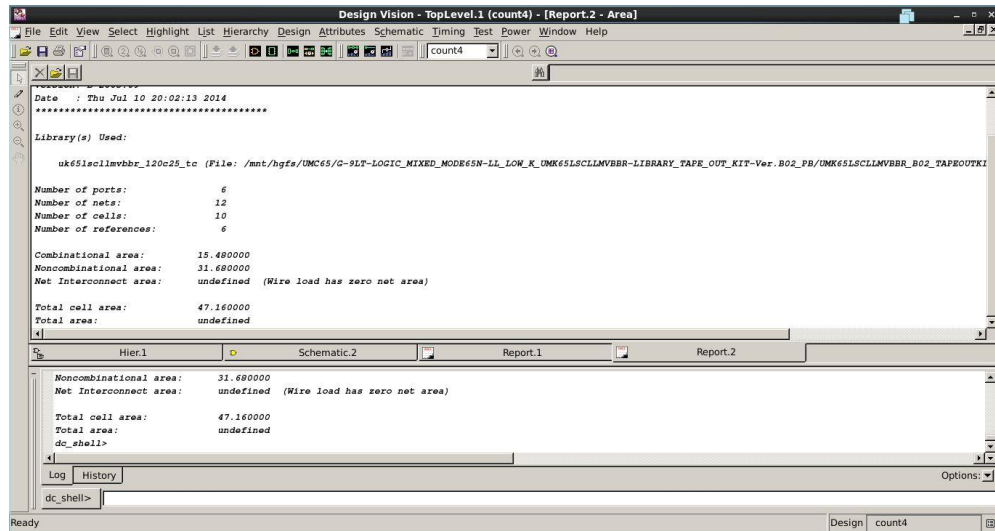 Design Vision - TopLevel.1 (count4) - [Report.2 - Area]
File Edit View Select Highlight List Hierarchy Design Attributes Schematic Timing Test Power Window Help
count4
Date : Thu Jul 10 20:02:13 2014
****************************************
Library(s) Used:
uk65lscllmvbbr_120c25_tc (File: /mnt/hgfs/UMC65/G-9LT-LOGIC_MIXED_MODE65N-LL_LOW_K_UMK65LSCLLMVBBR-LIBRARY_TAPE_OUT_KIT-Ver.B02_PB/UMK65LSCLLMVBBR_B02_TAPEOUTKI
Number of ports: 6
Number of nets: 12
Number of cells: 10
Number of references: 6
Combinational area: 15.480000
Noncombinational area: 31.680000
Net Interconnect area: undefined (Wire load has zero net area)
Total cell area: 47.160000
Total area: undefined
Hier.1 Schematic.2 Report.1 Report.2
Noncombinational area: 31.680000
Net Interconnect area: undefined (Wire load has zero net area)
Total cell area: 47.160000
Total area: undefined
dc_shell>
Log History Options:
dc_shell>
Ready Design count4